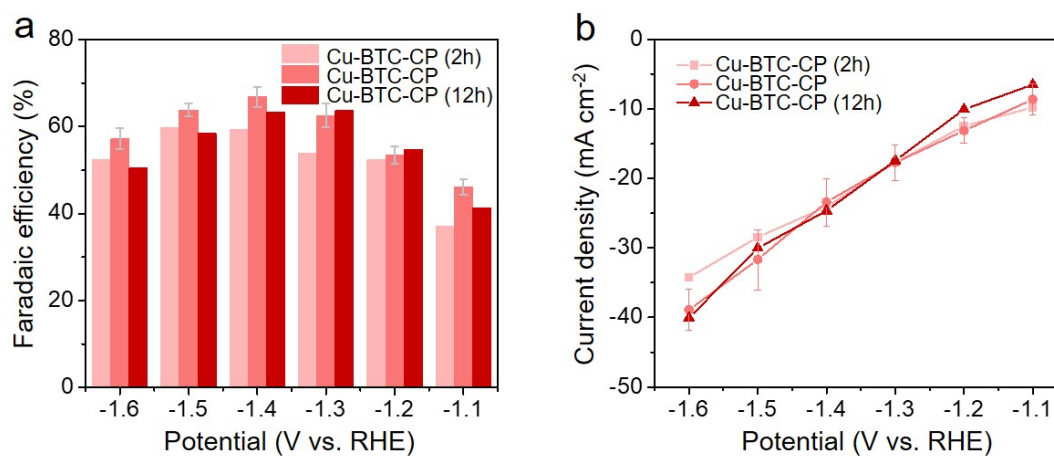 a
Faradaic efficiency (%)
80
60
40
20
0
Cu-BTC-CP (2h)
Cu-BTC-CP
Cu-BTC-CP (12h)
-1.6 -1.5 -1.4 -1.3 -1.2 -1.1
Potential (V vs. RHE)
b
Current density (mA cm⁻²)
0
-10
-20
-30
-40
-50
Cu-BTC-CP (2h)
Cu-BTC-CP
Cu-BTC-CP (12h)
-1.6 -1.5 -1.4 -1.3 -1.2 -1.1
Potential (V vs. RHE)